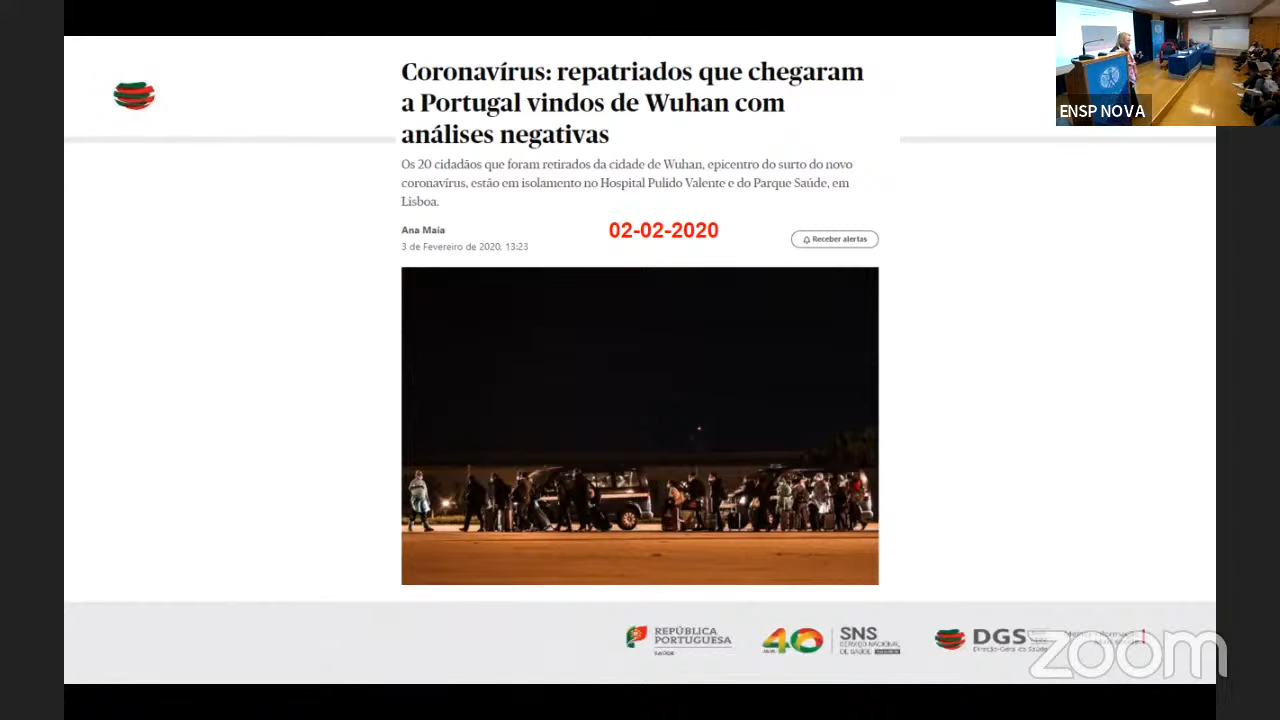 Coronavírus: repatriados que chegaram
a Portugal vindos de Wuhan com
análises negativas
Os 20 cidadãos que foram retirados da cidade de Wuhan, epicentro do surto do novo
coronavírus, estão em isolamento no Hospital Pulido Valente e do Parque Saúde, em
Lisboa.
Ana Maia
02-02-2020
3 de Fevereiro de 2020, 13:23
Receber alertas
ENSP NOVA
REPÚBLICA
PORTUGUESA
SAÚDE
40
SNS
SERVIÇO NACIONAL
DE SAÚDE
DGS
Direção-Geral da Saúde
zoom